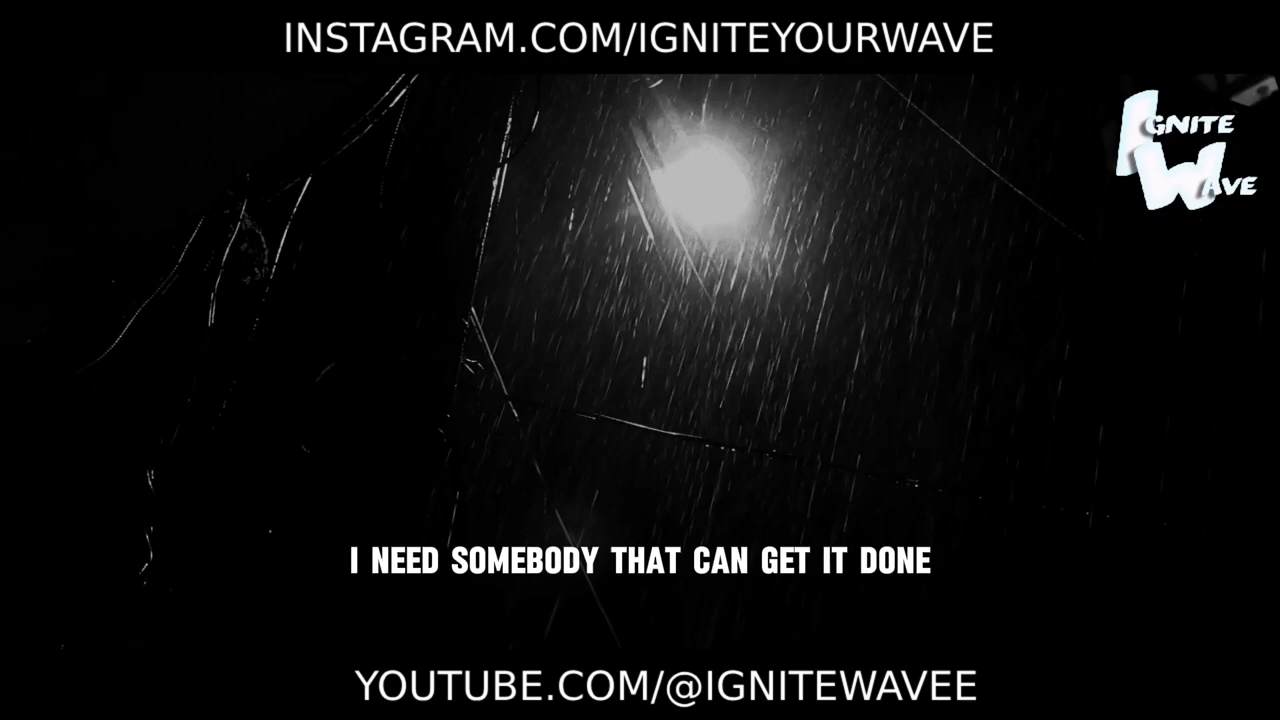 INSTAGRAM.COM/IGNITEYOURWAVE
IGNITE
WAVE
I NEED SOMEBODY THAT CAN GET IT DONE
YOUTUBE.COM/@IGNITEWAVEE